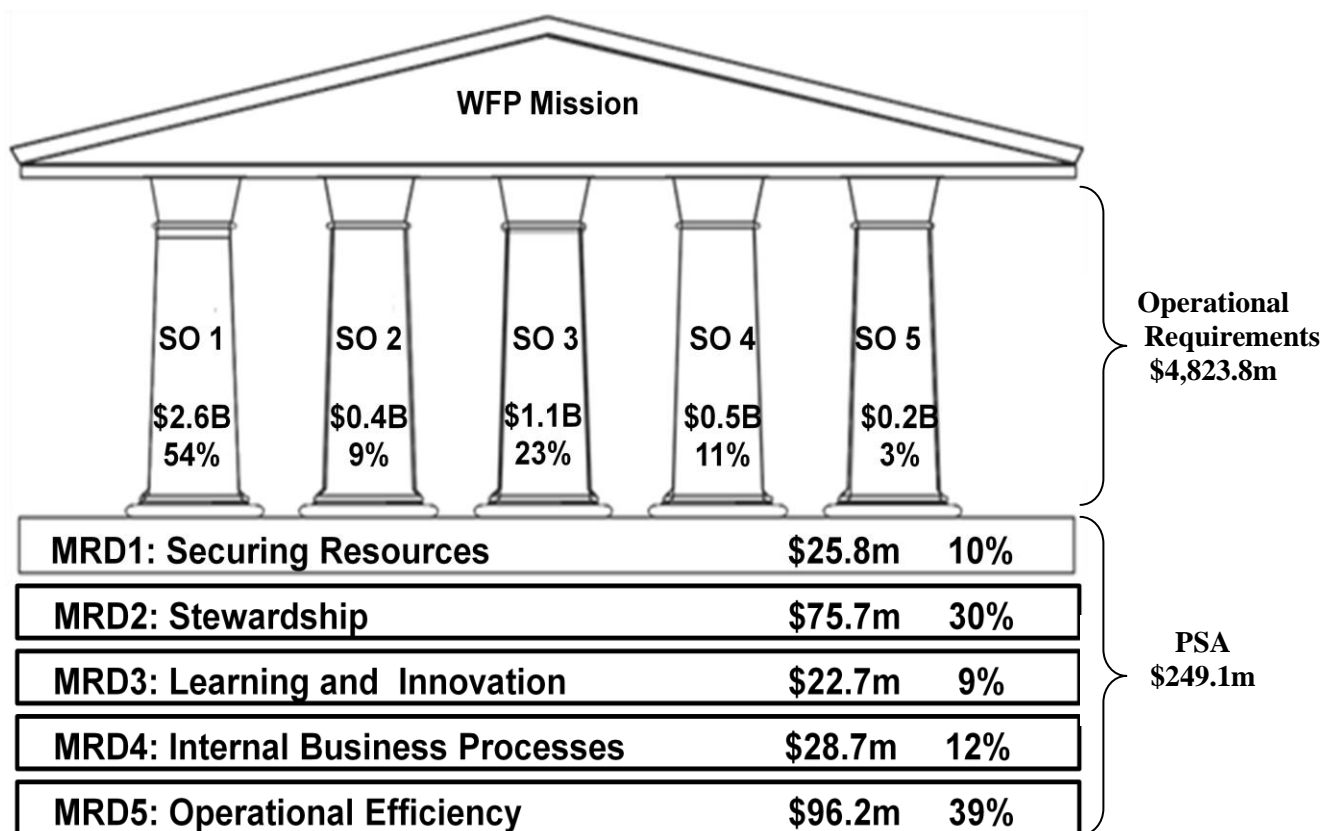 WFP Mission
SO 1 SO 2 SO 3 SO 4 SO 5
$2.6B $0.4B $1.1B $0.5B $0.2B
54% 9% 23% 11% 3%
Operational
Requirements
$4,823.8m
MRD1: Securing Resources $25.8m 10%
MRD2: Stewardship $75.7m 30%
MRD3: Learning and Innovation $22.7m 9%
MRD4: Internal Business Processes $28.7m 12%
MRD5: Operational Efficiency $96.2m 39%
PSA
$249.1m